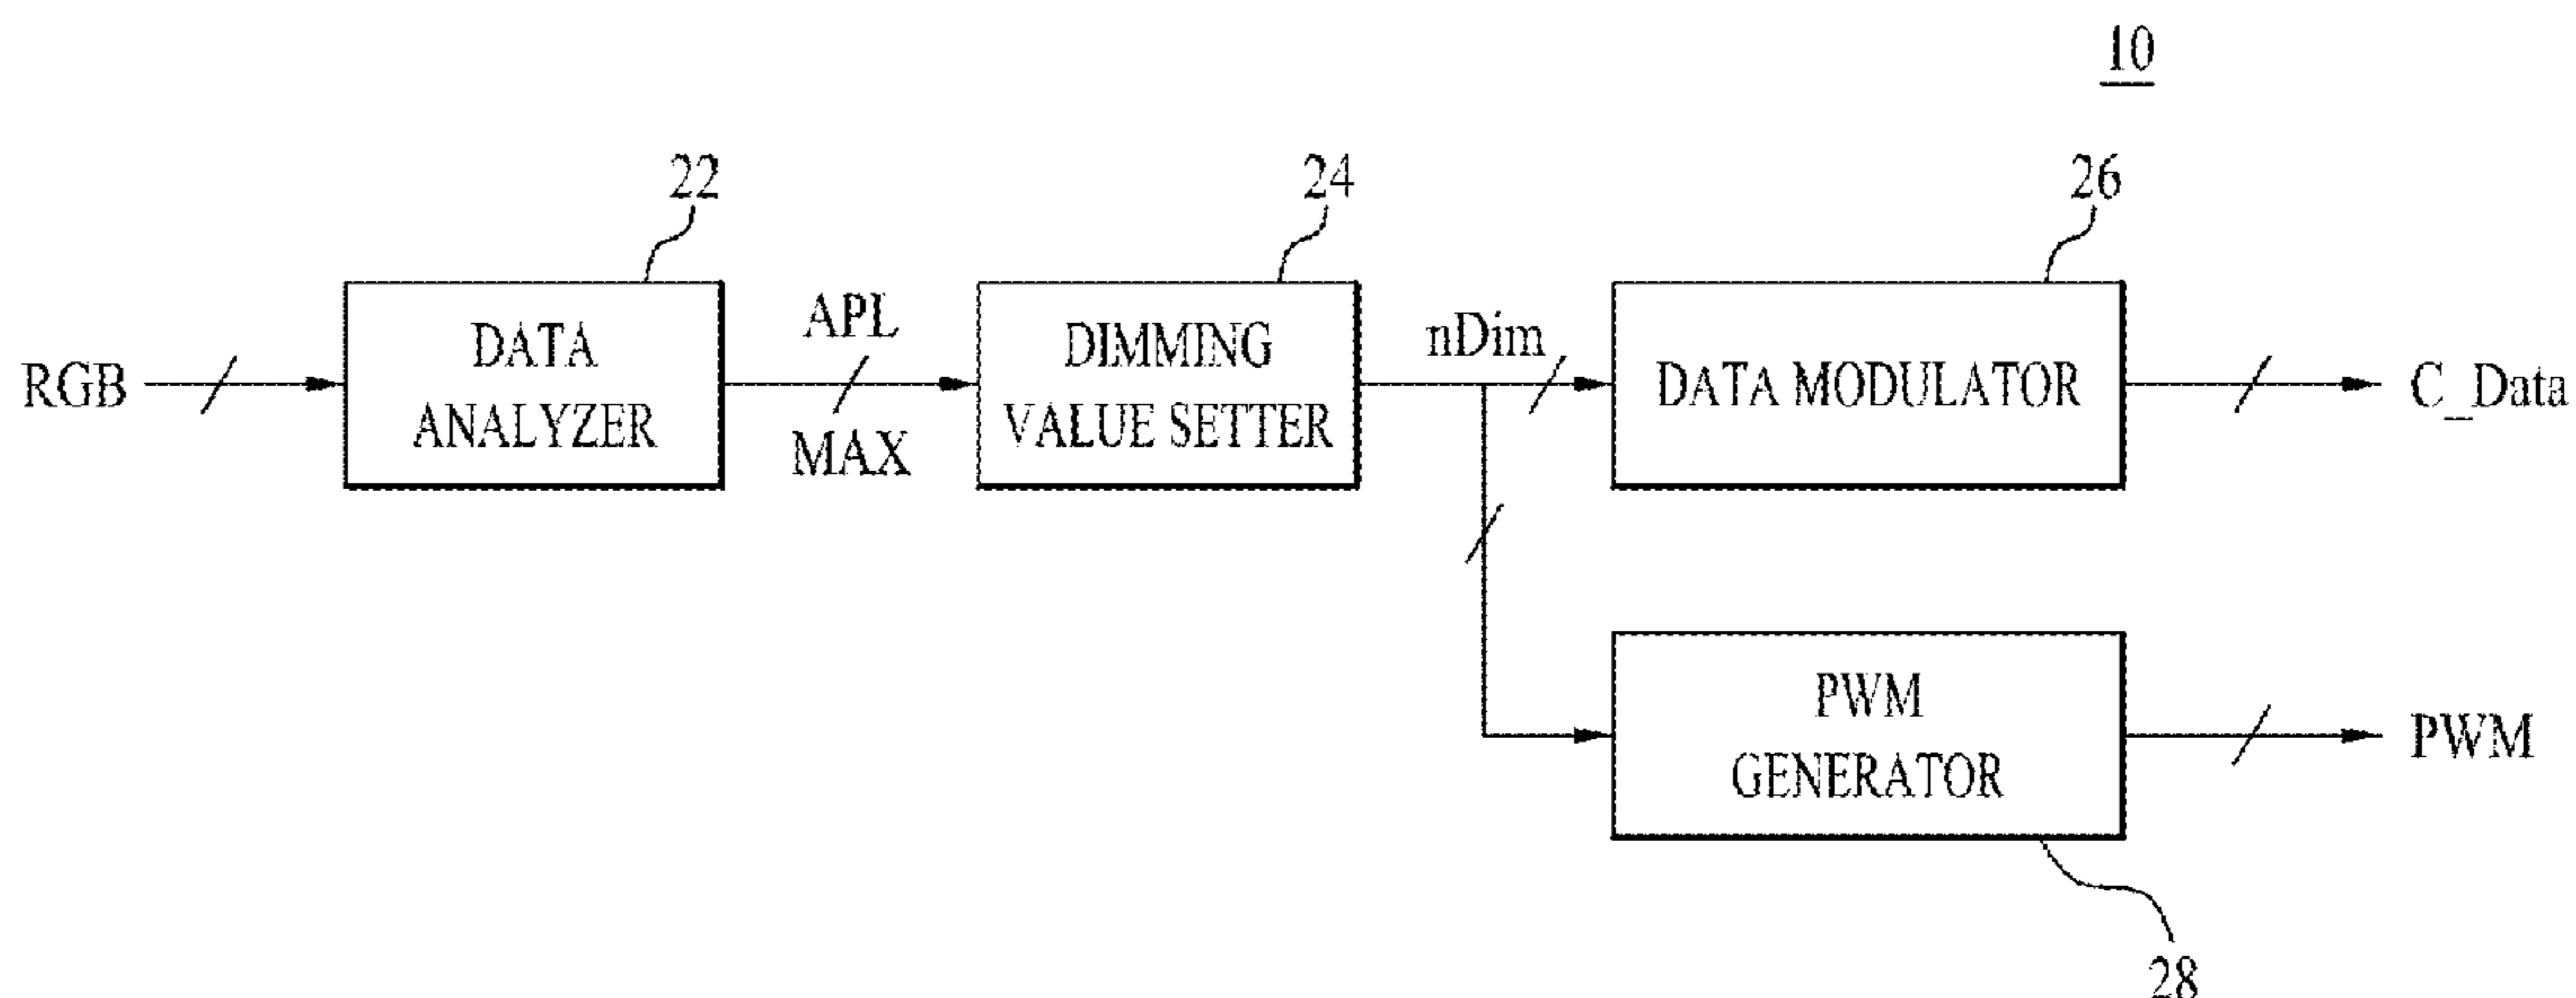 10
22
24
26
RGB
DATA
ANALYZER
APL
MAX
DIMMING
VALUE SETTER
nDim
DATA MODULATOR
C_Data
PWM
GENERATOR
PWM
28